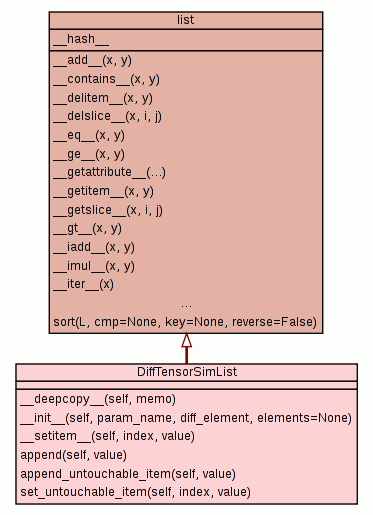 list
__hash__
__add__(x, y)
__contains__(x, y)
__delitem__(x, y)
__delslice__(x, i, j)
__eq__(x, y)
__ge__(x, y)
__getattribute__(...)
__getitem__(x, y)
__getslice__(x, i, j)
__gt__(x, y)
__iadd__(x, y)
__imul__(x, y)
__iter__(x)
...
sort(L, cmp=None, key=None, reverse=False)
DiffTensorSimList
__deepcopy__(self, memo)
__init__(self, param_name, diff_element, elements=None)
__setitem__(self, index, value)
append(self, value)
append_untouchable_item(self, value)
set_untouchable_item(self, index, value)